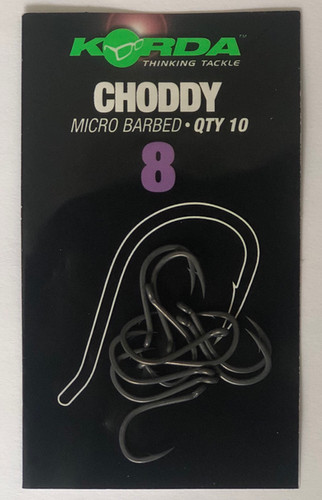 KORDA
THINKING TACKLE
CHODDY
MICRO BARBED • QTY 10
8